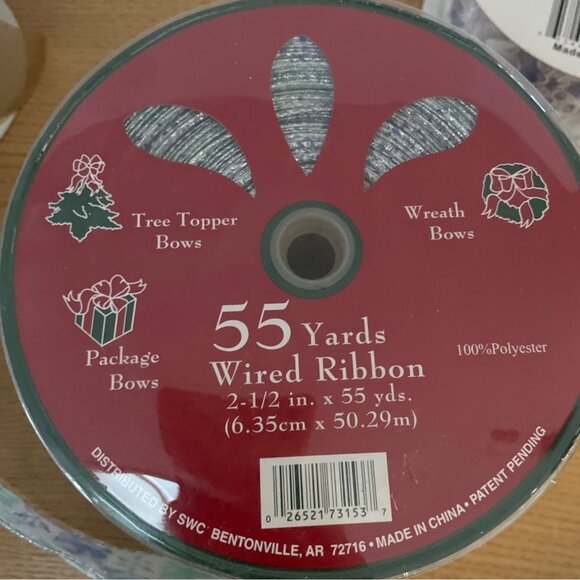 Made
Tree Topper
Bows
Wreath
Bows
Package
Bows
55 Yards
Wired Ribbon
2-1/2 in. x 55 yds.
(6.35cm x 50.29m)
100%Polyester
0 26521 73153 7
DISTRIBUTED BY SWC BENTONVILLE, AR 72716 • MADE IN CHINA • PATENT PENDING